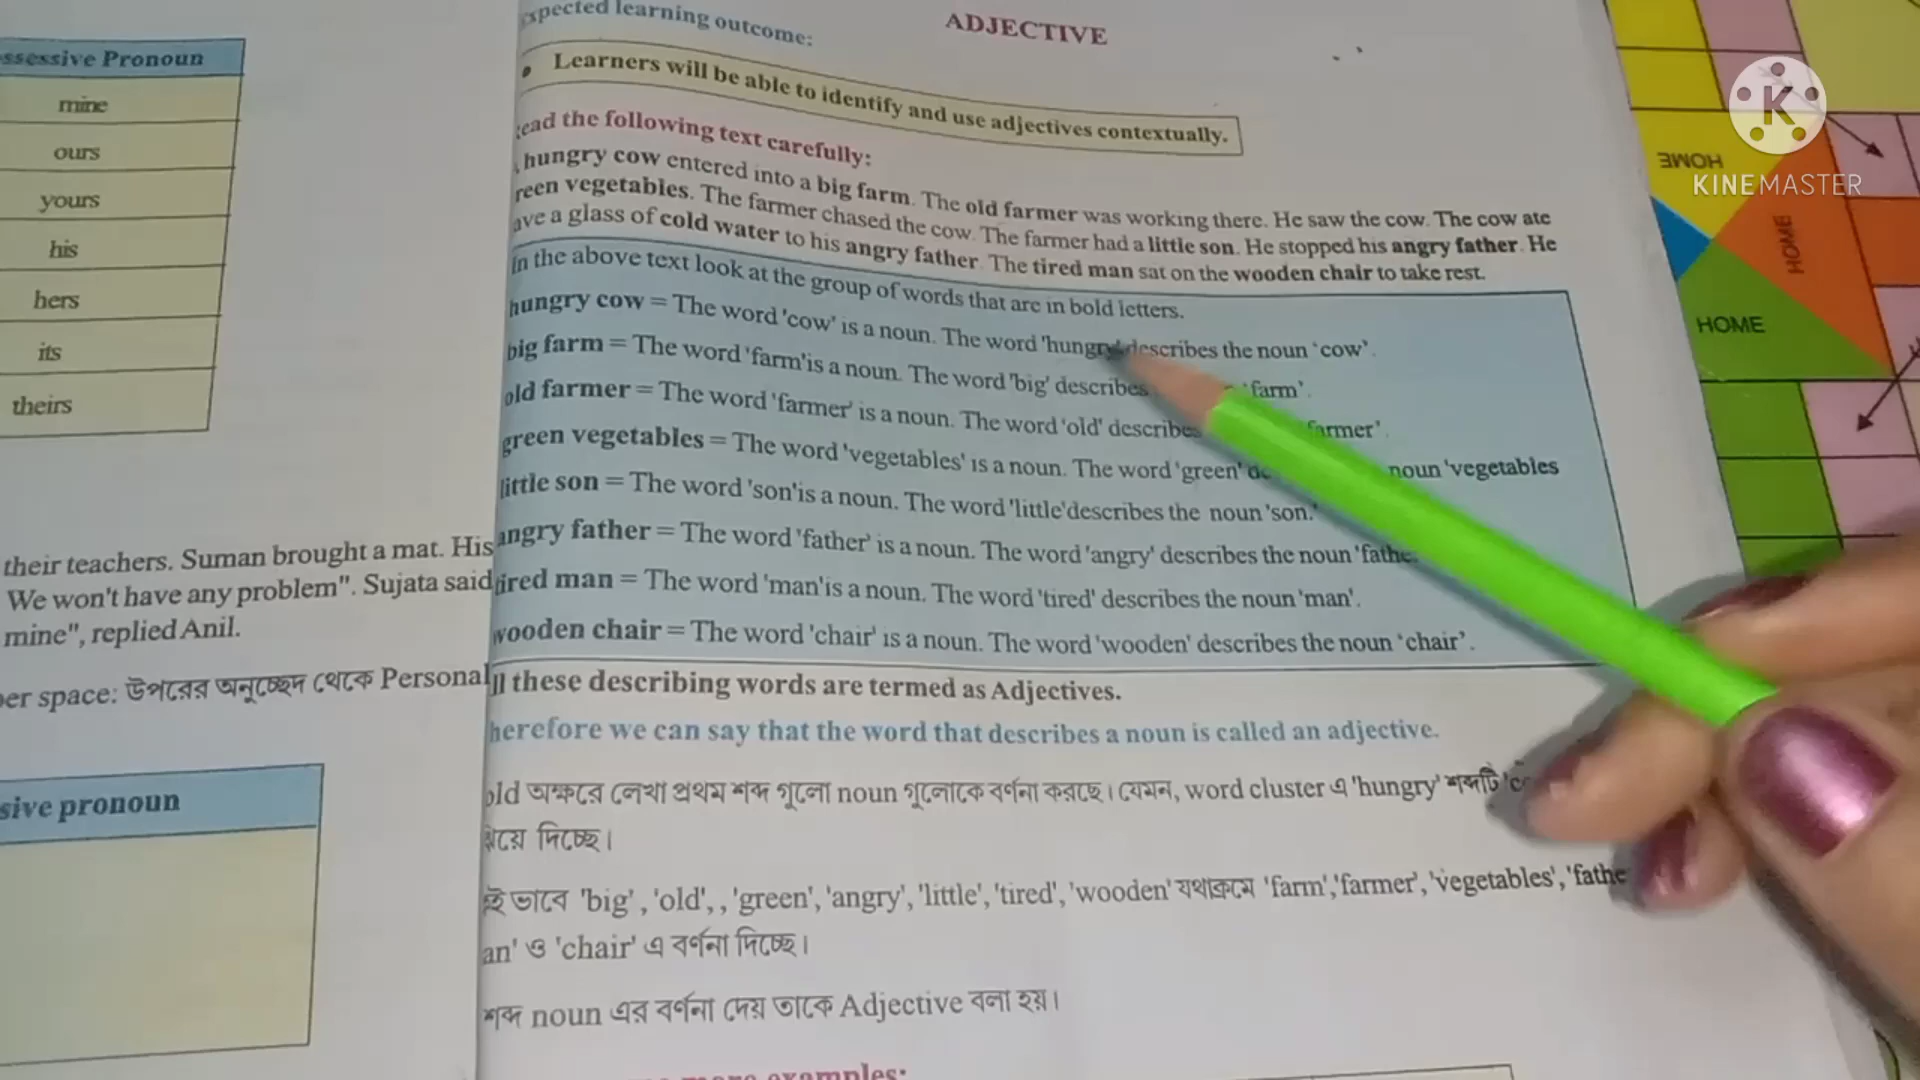 ssessive Pronoun
mine
ours
yours
his
hers
its
theirs
their teachers. Suman brought a mat. His
We won't have any problem". Sujata said
mine", replied Anil.
er space: উপরের অনুচ্ছেদ থেকে Personal
sive pronoun
xpected learning outcome:
ADJECTIVE
• Learners will be able to identify and use adjectives contextually.
ead the following text carefully:
hungry cow entered into a big farm. The old farmer was working there. He saw the cow. The cow ate
reen vegetables. The farmer chased the cow. The farmer had a little son. He stopped his angry father. He
ave a glass of cold water to his angry father. The tired man sat on the wooden chair to take rest.
In the above text look at the group of words that are in bold letters.
hungry cow = The word 'cow' is a noun. The word 'hungry' describes the noun ‘cow’.
big farm = The word 'farm'is a noun. The word 'big' describes ‘farm’.
old farmer = The word 'farmer' is a noun. The word 'old' describes ‘farmer’.
green vegetables = The word 'vegetables' is a noun. The word 'green' noun 'vegetables
little son = The word 'son'is a noun. The word 'little'describes the noun 'son.'
angry father = The word 'father' is a noun. The word 'angry' describes the noun 'fathe
tired man = The word 'man'is a noun. The word 'tired' describes the noun 'man'.
wooden chair = The word 'chair' is a noun. The word 'wooden' describes the noun ‘chair’.
ll these describing words are termed as Adjectives.
herefore we can say that the word that describes a noun is called an adjective.
old অক্ষরে লেখা প্রথম শব্দ গুলো noun গুলোকে বর্ণনা করছে। যেমন, word cluster এ 'hungry' শব্দটি
য়ে দিচ্ছে।
ই ভাবে 'big' , 'old', , 'green', 'angry', 'little', 'tired', 'wooden' যথাক্রমে 'farm','farmer', 'vegetables', 'fathe
an' ও 'chair' এ বর্ণনা দিচ্ছে।
শব্দ noun এর বর্ণনা দেয় তাকে Adjective বলা হয়।
more examples:
HOME
HOME
HOME
K
KINEMASTER